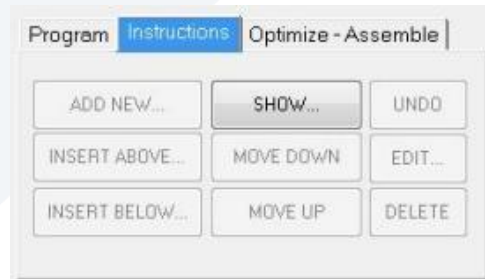 Program Instructions Optimize - Assemble
ADD NEW... SHOW... UNDO
INSERT ABOVE... MOVE DOWN EDIT...
INSERT BELOW... MOVE UP DELETE